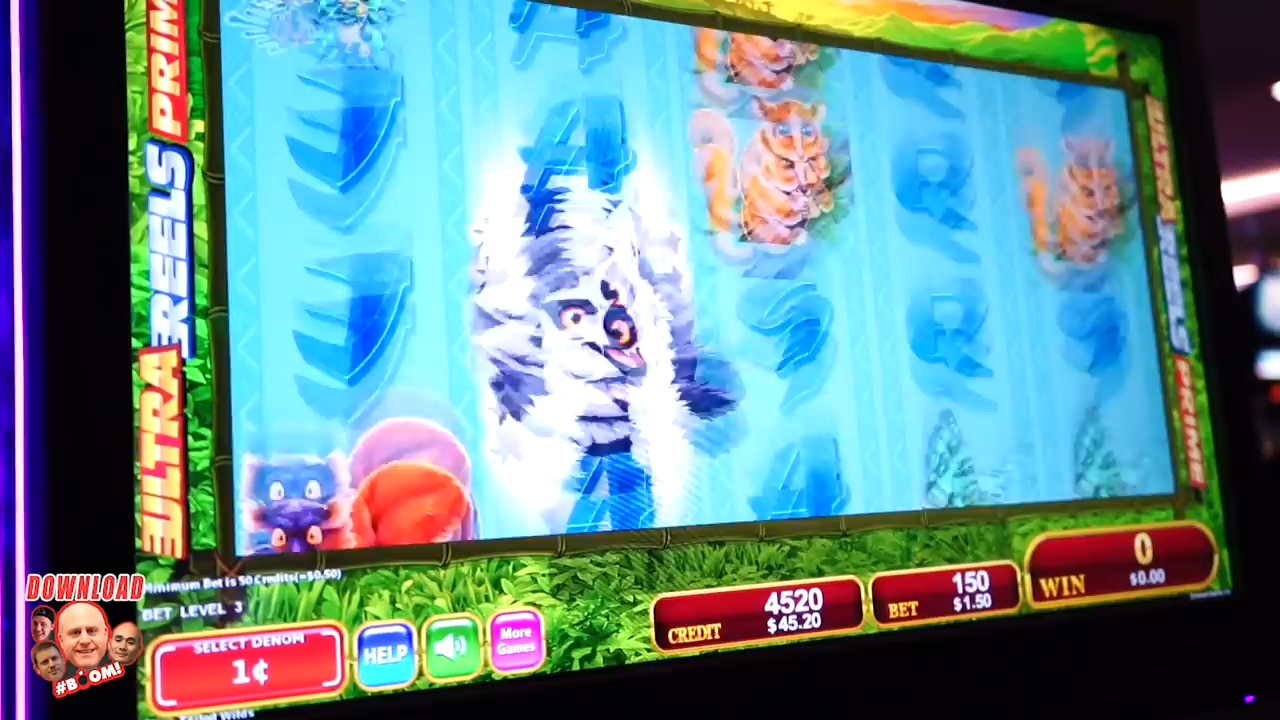 ULTRA REELS PRIME
ULTRA REELS PRIME
A
A
R
R
Minimum Bet is 50 Credits(=$0.50)
BET LEVEL 3
SELECT DENOM
1¢
HELP
More
Games
CREDIT
4520
$45.20
BET
150
$1.50
WIN
0
$0.00
DOWNLOAD
#BOOM!